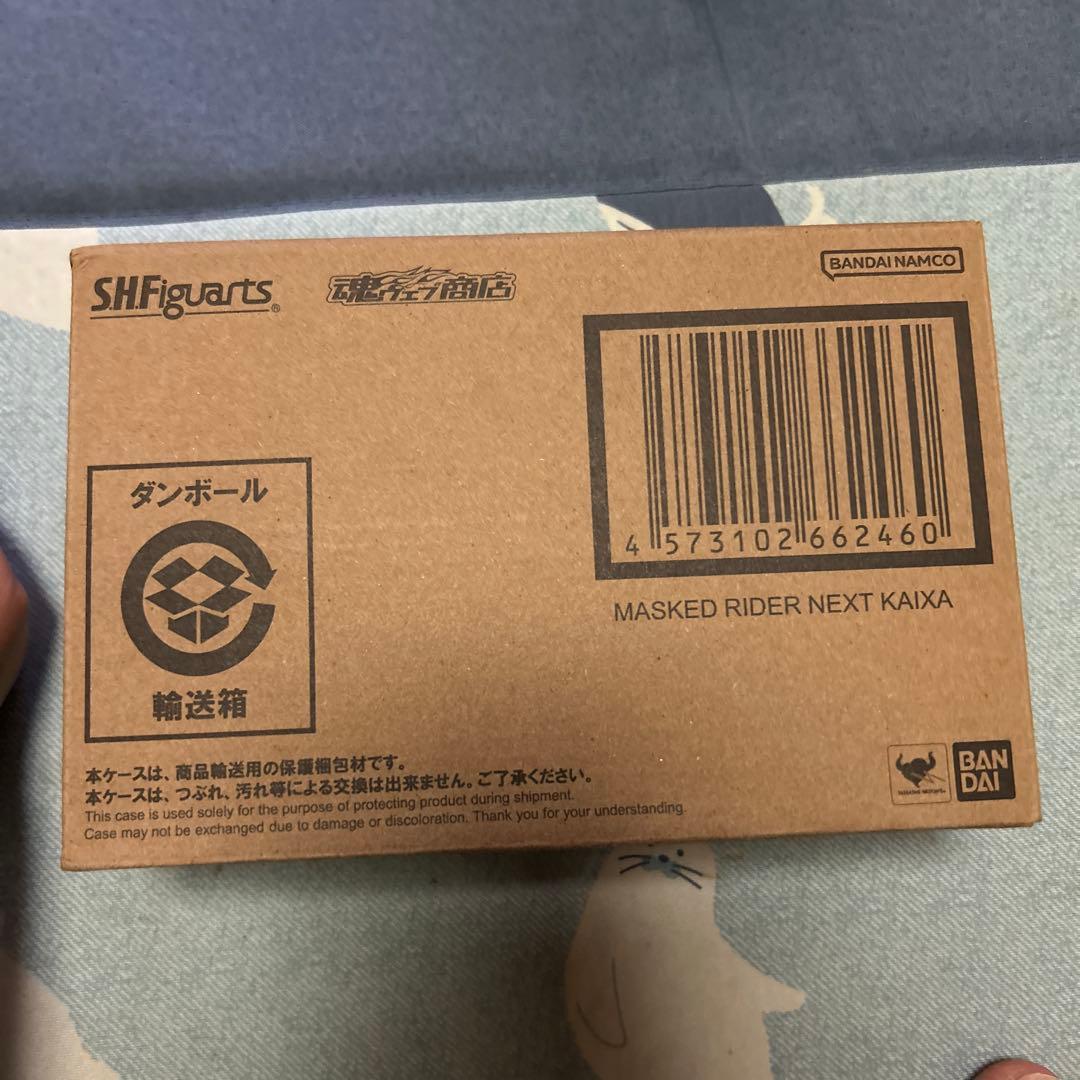 S.H.Figuarts®
魂ウェブ商店
BANDAI NAMCO
4 573102 662460
MASKED RIDER NEXT KAIXA
ダンボール
輸送箱
本ケースは、商品輸送用の保護梱包材です。
本ケースは、つぶれ、汚れ等による交換は出来ません。ご了承ください。
This case is used solely for the purpose of protecting product during shipment.
Case may not be exchanged due to damage or discoloration. Thank you for your understanding.
BAN
DAI